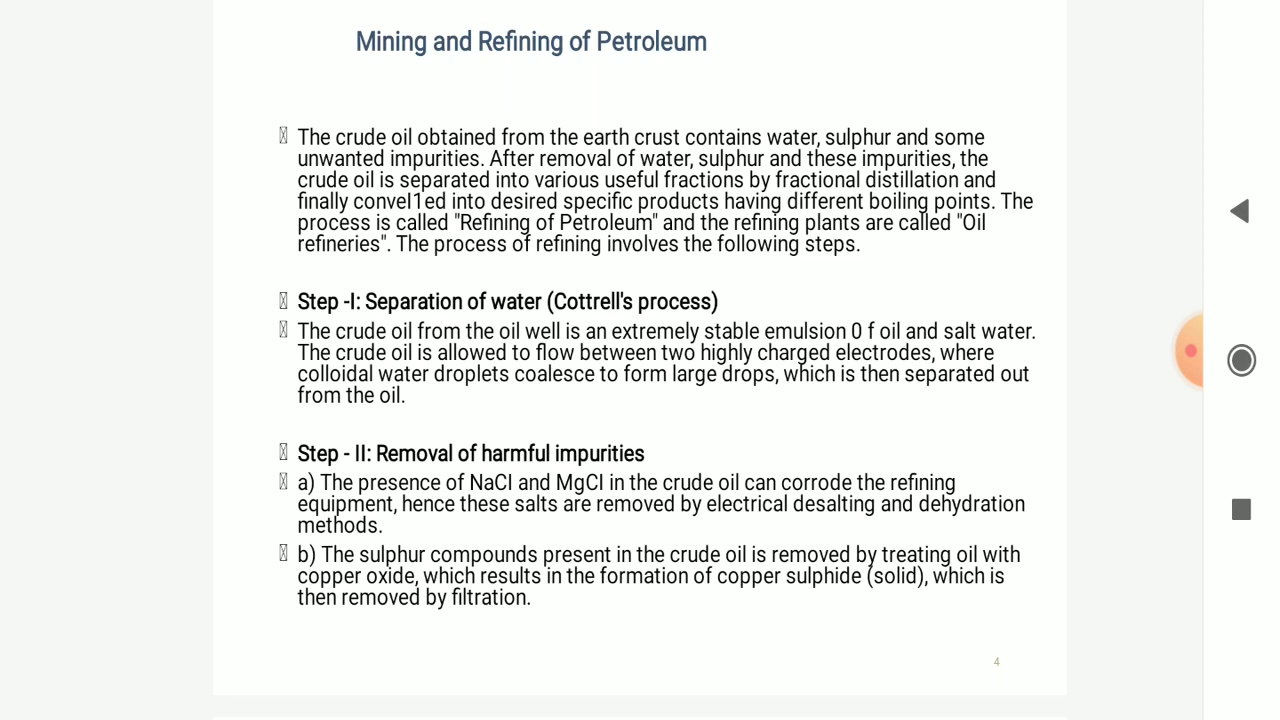 Mining and Refining of Petroleum
The crude oil obtained from the earth crust contains water, sulphur and some
unwanted impurities. After removal of water, sulphur and these impurities, the
crude oil is separated into various useful fractions by fractional distillation and
finally conveI1ed into desired specific products having different boiling points. The
process is called "Refining of Petroleum" and the refining plants are called "Oil
refineries". The process of refining involves the following steps.
Step -I: Separation of water (Cottrell's process)
The crude oil from the oil well is an extremely stable emulsion 0 f oil and salt water.
The crude oil is allowed to flow between two highly charged electrodes, where
colloidal water droplets coalesce to form large drops, which is then separated out
from the oil.
Step - II: Removal of harmful impurities
a) The presence of NaCI and MgCI in the crude oil can corrode the refining
equipment, hence these salts are removed by electrical desalting and dehydration
methods.
b) The sulphur compounds present in the crude oil is removed by treating oil with
copper oxide, which results in the formation of copper sulphide (solid), which is
then removed by filtration.
4